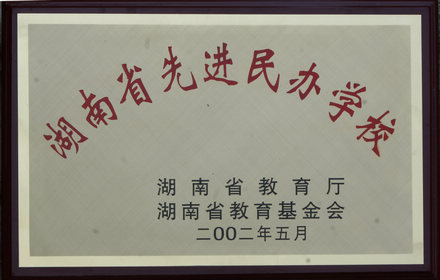 湖南省先进民办学校
湖南省教育厅
湖南省教育基金会
二00二年五月